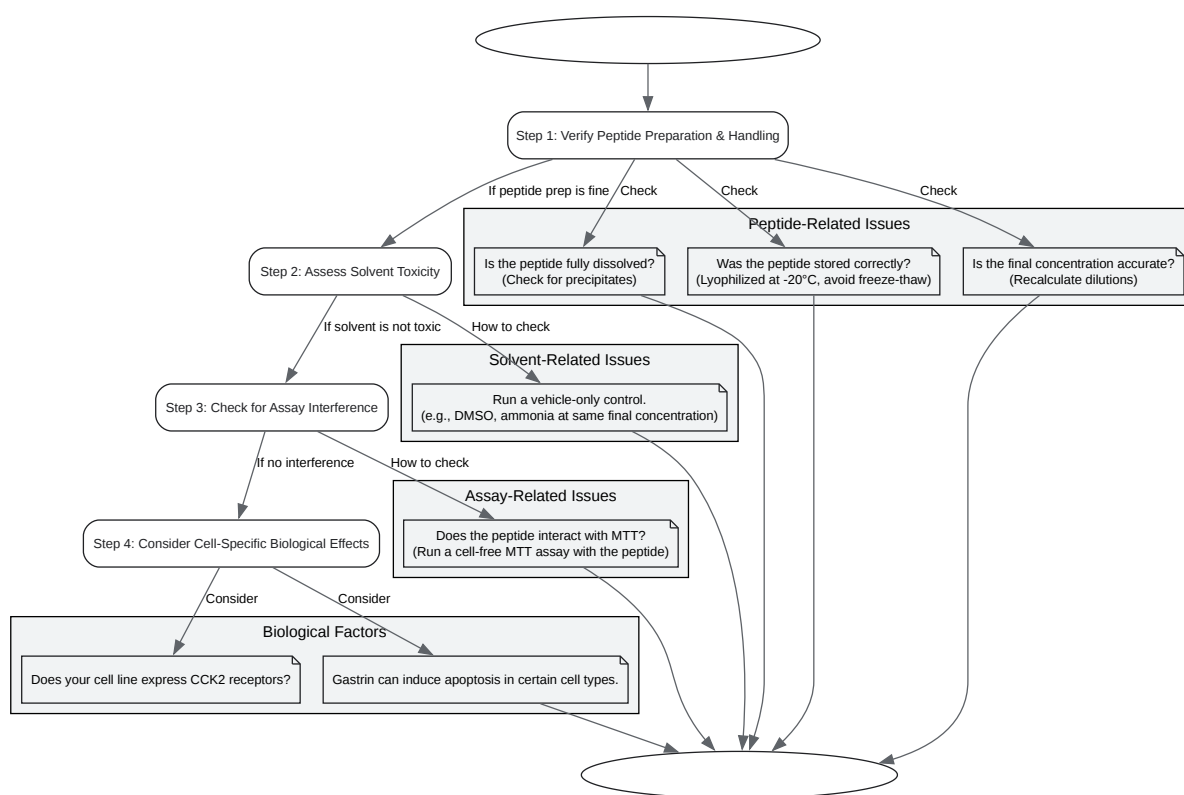 Step 1: Verify Peptide Preparation & Handling
If peptide prep is fine
Check
Check
Check
Peptide-Related Issues
Step 2: Assess Solvent Toxicity
Is the peptide fully dissolved?
(Check for precipitates)
Was the peptide stored correctly?
(Lyophilized at -20°C, avoid freeze-thaw)
Is the final concentration accurate?
(Recalculate dilutions)
If solvent is not toxic
How to check
Solvent-Related Issues
Step 3: Check for Assay Interference
Run a vehicle-only control.
(e.g., DMSO, ammonia at same final concentration)
If no interference
How to check
Assay-Related Issues
Step 4: Consider Cell-Specific Biological Effects
Does the peptide interact with MTT?
(Run a cell-free MTT assay with the peptide)
Consider
Consider
Biological Factors
Does your cell line express CCK2 receptors?
Gastrin can induce apoptosis in certain cell types.